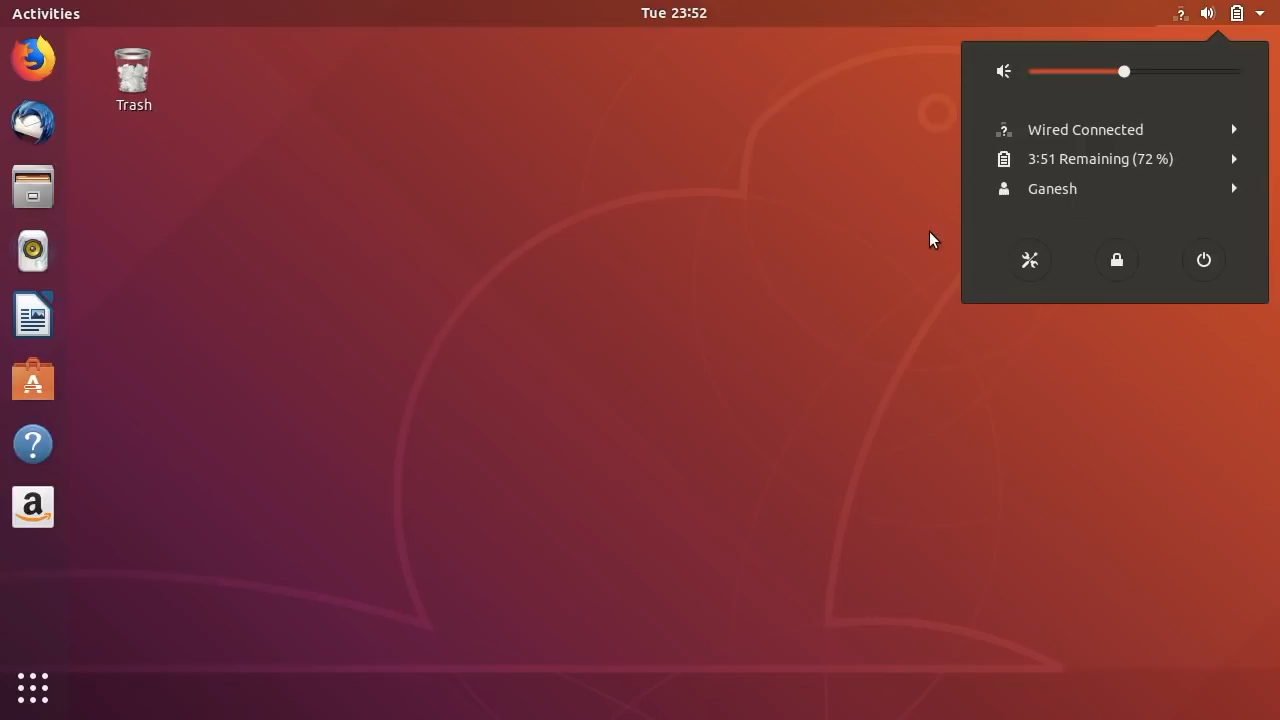 Activities
Tue 23:52
Trash
Wired Connected
3:51 Remaining (72 %)
Ganesh